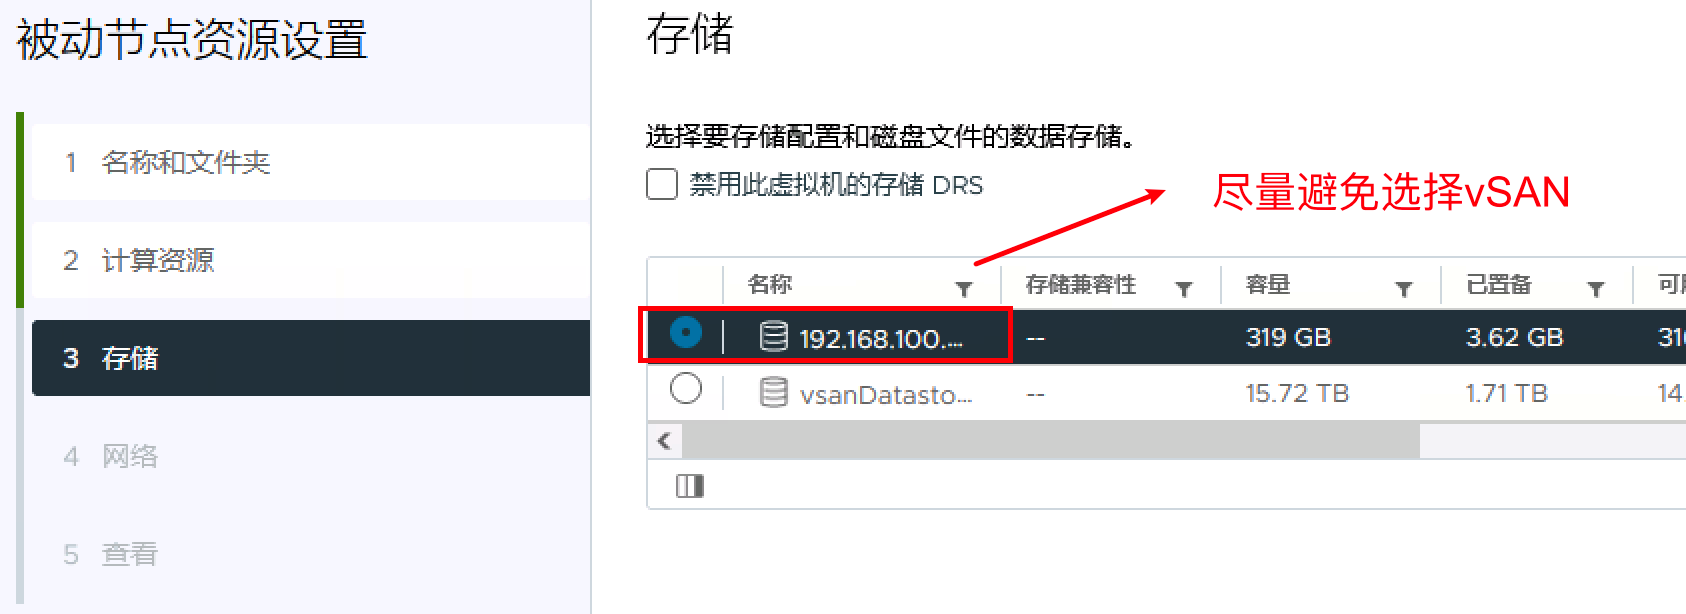 被动节点资源设置
1 名称和文件夹
2 计算资源
3 存储
4 网络
5 查看
存储
选择要存储配置和磁盘文件的数据存储。
禁用此虚拟机的存储 DRS
尽量避免选择vSAN
名称 存储兼容性 容量 已置备
192.168.100.... -- 319 GB 3.62 GB
vsanDatasto... -- 15.72 TB 1.71 TB 14.